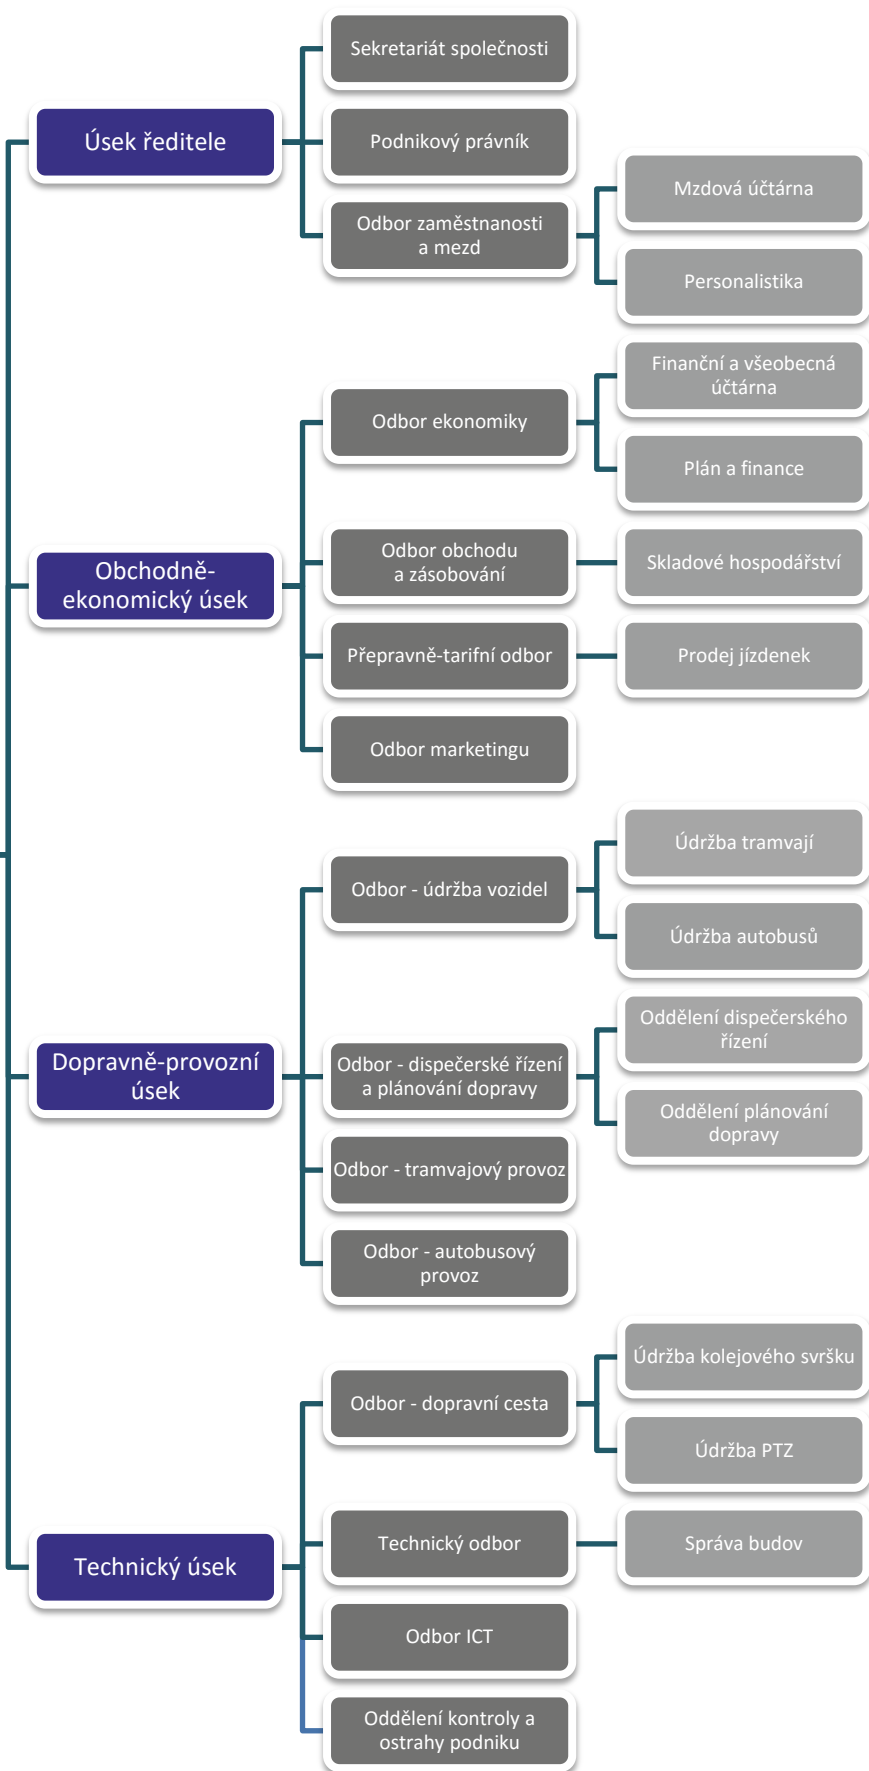 Úsek ředitele
Sekretariát společnosti
Podnikový právník
Odbor zaměstnanosti
a mezd
Mzdová účtárna
Personalistika
Obchodně-
ekonomický úsek
Odbor ekonomiky
Finanční a všeobecná
účtárna
Plán a finance
Odbor obchodu
a zásobování
Skladové hospodářství
Přepravně-tarifní odbor
Prodej jízdenek
Odbor marketingu
Dopravně-provozní
úsek
Odbor - údržba vozidel
Údržba tramvají
Údržba autobusů
Odbor - dispečerské řízení
a plánování dopravy
Oddělení dispečerského
řízení
Oddělení plánování
dopravy
Odbor - tramvajový provoz
Odbor - autobusový
provoz
Technický úsek
Odbor - dopravní cesta
Údržba kolejového svršku
Údržba PTZ
Technický odbor
Správa budov
Odbor ICT
Oddělení kontroly a
ostrahy podniku